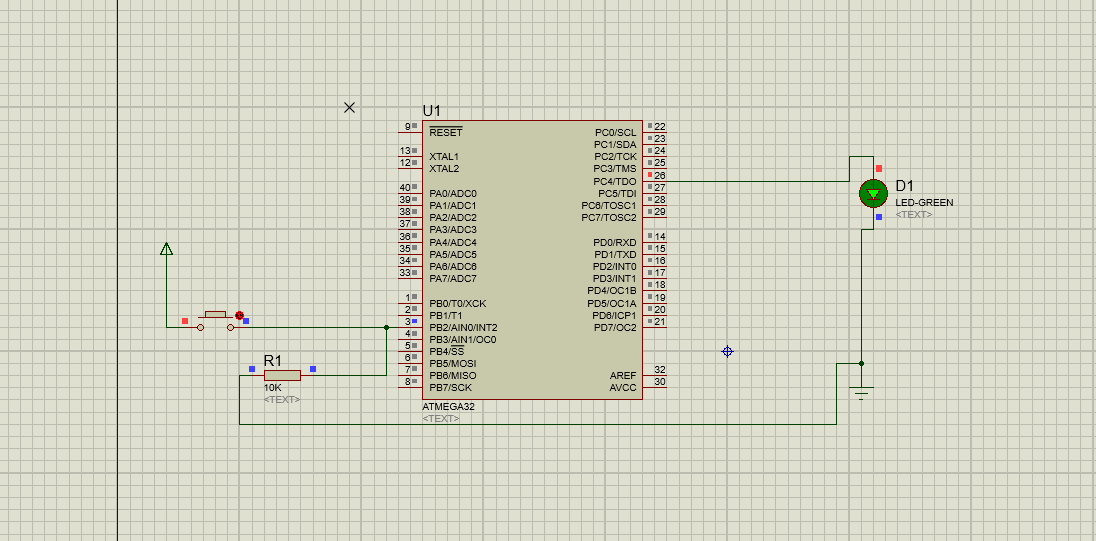 U1
9 RESET
13 XTAL1
12 XTAL2
40 PA0/ADC0
39 PA1/ADC1
38 PA2/ADC2
37 PA3/ADC3
36 PA4/ADC4
35 PA5/ADC5
34 PA6/ADC6
33 PA7/ADC7
1 PB0/T0/XCK
2 PB1/T1
3 PB2/AIN0/INT2
4 PB3/AIN1/OC0
5 PB4/SS
6 PB5/MOSI
7 PB6/MISO
8 PB7/SCK
PC0/SCL 22
PC1/SDA 23
PC2/TCK 24
PC3/TMS 25
PC4/TDO 26
PC5/TDI 27
PC6/TOSC1 28
PC7/TOSC2 29
PD0/RXD 14
PD1/TXD 15
PD2/INT0 16
PD3/INT1 17
PD4/OC1B 18
PD5/OC1A 19
PD6/ICP1 20
PD7/OC2 21
AREF 32
AVCC 30
ATMEGA32
<TEXT>
R1
10K
<TEXT>
D1
LED-GREEN
<TEXT>